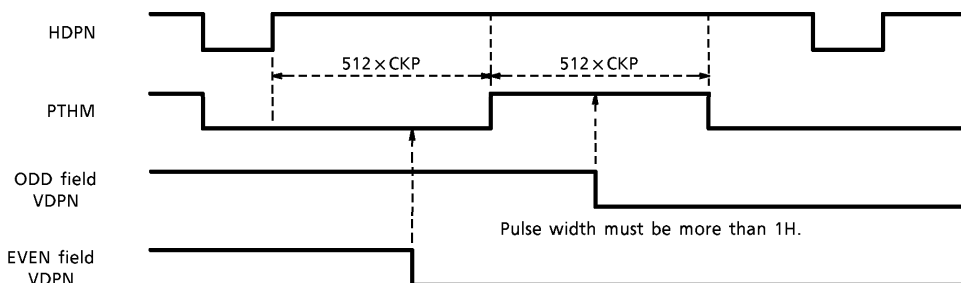 HDPN
512×CKP 512×CKP
PTHM
ODD field
VDPN
Pulse width must be more than 1H.
EVEN field
VDPN